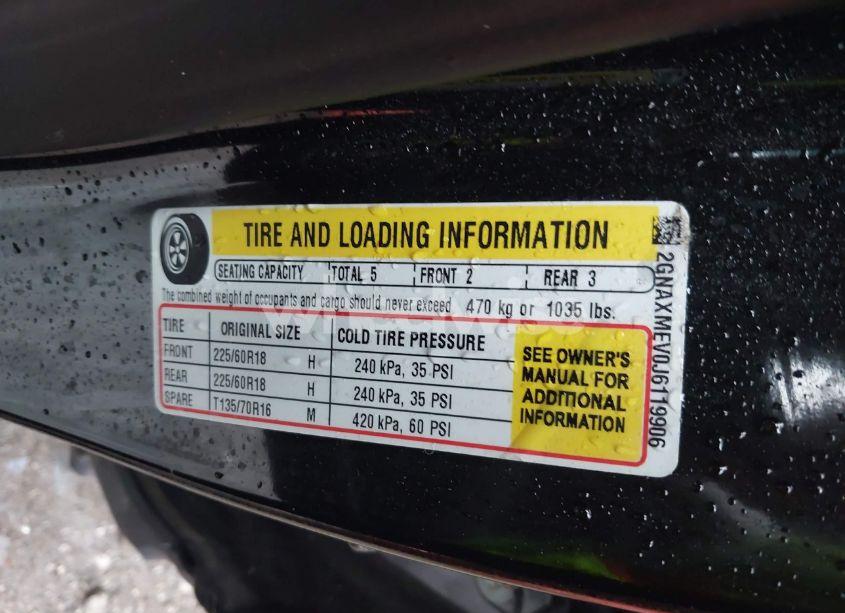 TIRE AND LOADING INFORMATION
SEATING CAPACITY TOTAL 5 FRONT 2 REAR 3
The combined weight of occupants and cargo should never exceed 470 kg or 1035 lbs.
TIRE ORIGINAL SIZE COLD TIRE PRESSURE
FRONT 225/60R18 H 240 kPa, 35 PSI
REAR 225/60R18 H 240 kPa, 35 PSI
SPARE T135/70R16 M 420 kPa, 60 PSI
SEE OWNER'S
MANUAL FOR
ADDITIONAL
INFORMATION
2GNAXMEV0J6119906